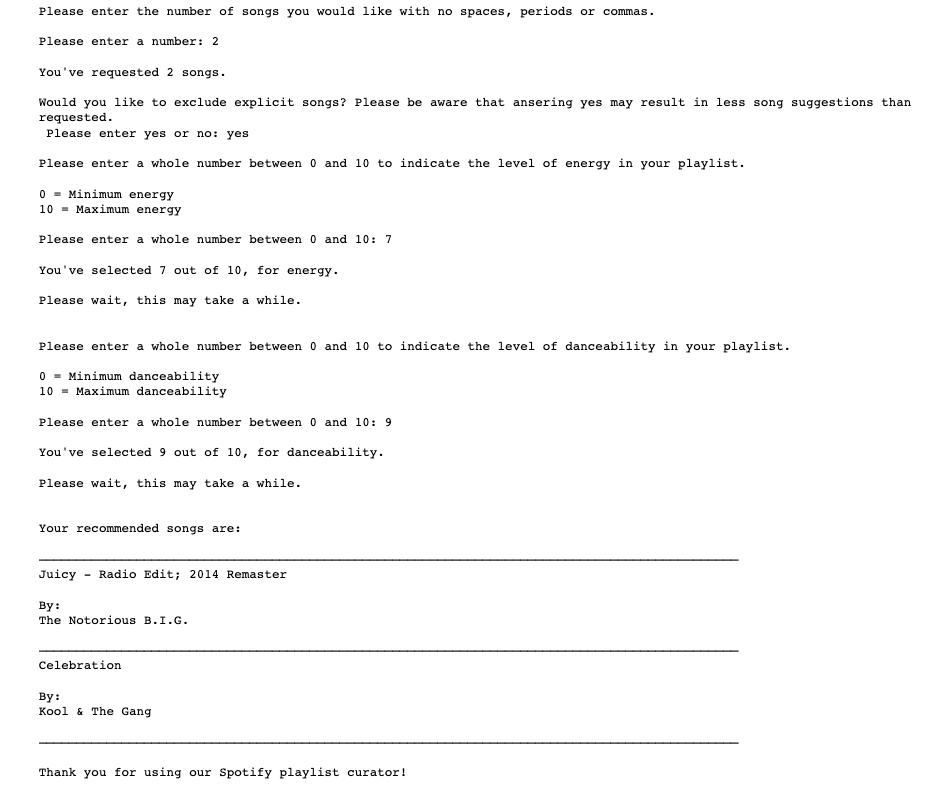 Please enter the number of songs you would like with no spaces, periods or commas.
Please enter a number: 2
You've requested 2 songs.
Would you like to exclude explicit songs? Please be aware that ansering yes may result in less song suggestions than
requested.
Please enter yes or no: yes
Please enter a whole number between 0 and 10 to indicate the level of energy in your playlist.
0 = Minimum energy
10 = Maximum energy
Please enter a whole number between 0 and 10: 7
You've selected 7 out of 10, for energy.
Please wait, this may take a while.
Please enter a whole number between 0 and 10 to indicate the level of danceability in your playlist.
0 = Minimum danceability
10 = Maximum danceability
Please enter a whole number between 0 and 10: 9
You've selected 9 out of 10, for danceability.
Please wait, this may take a while.
Your recommended songs are:
Juicy - Radio Edit; 2014 Remaster
By:
The Notorious B.I.G.
Celebration
By:
Kool & The Gang
Thank you for using our Spotify playlist curator!